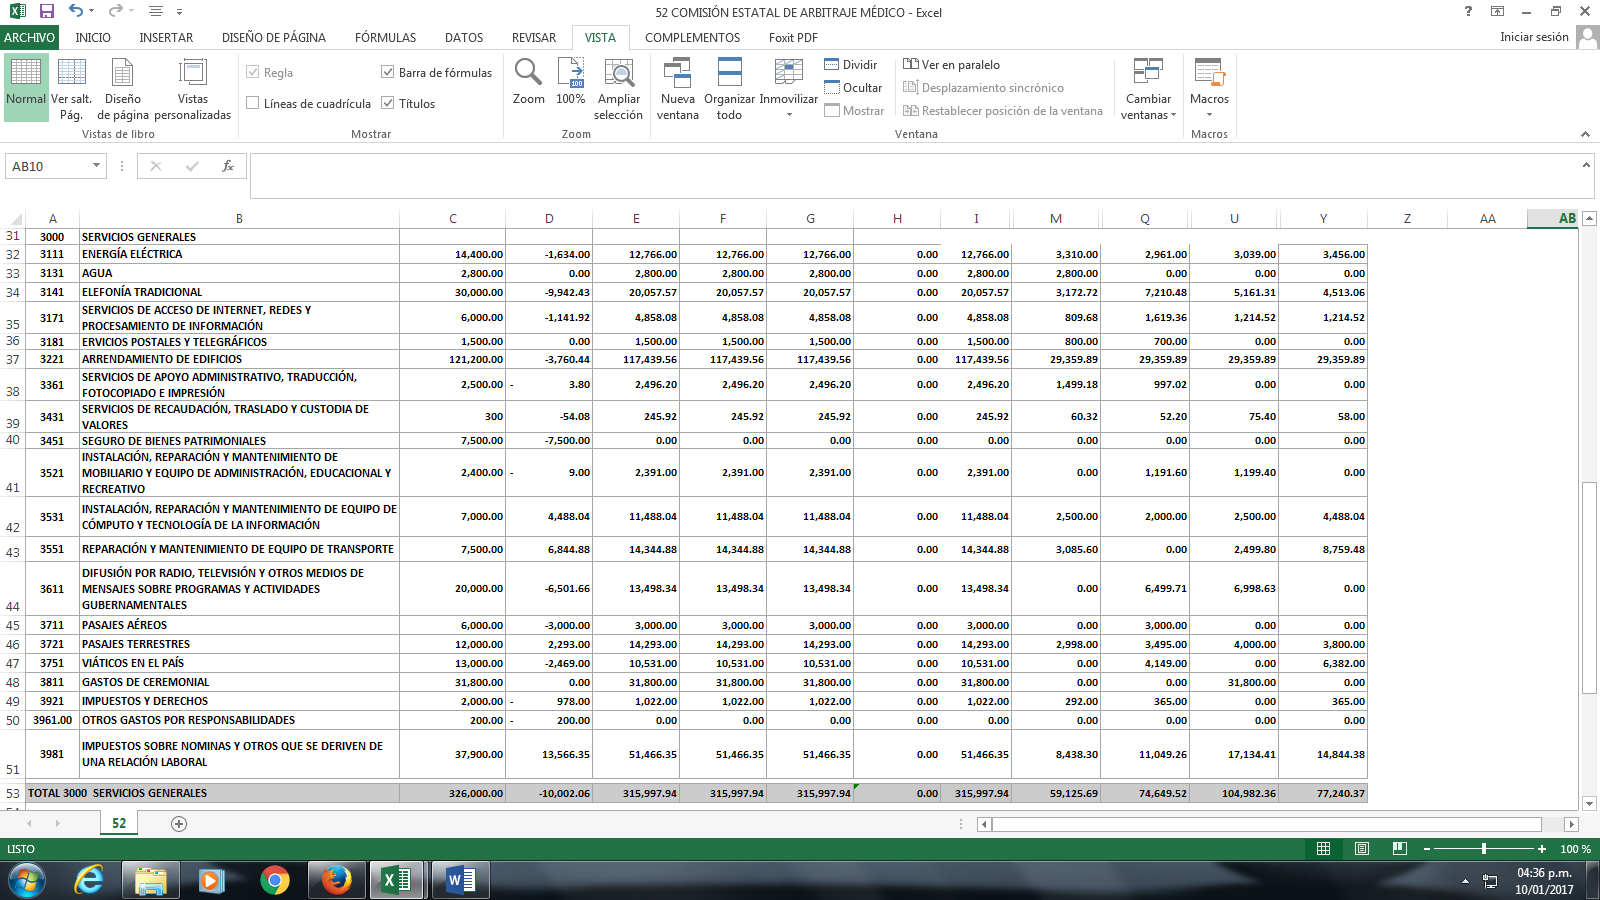 52 COMISIÓN ESTATAL DE ARBITRAJE MÉDICO - Excel
ARCHIVO INICIO INSERTAR DISEÑO DE PÁGINA FÓRMULAS DATOS REVISAR VISTA COMPLEMENTOS Foxit PDF Iniciar sesión
Normal Ver salt. Pág. Diseño de página Vistas personalizadas
Vistas de libro
Regla Barra de fórmulas
Líneas de cuadrícula Títulos
Mostrar
Zoom 100% Ampliar selección
Zoom
Nueva ventana Organizar todo Inmovilizar
Dividir Ver en paralelo
Ocultar Desplazamiento sincrónico
Mostrar Restablecer posición de la ventana
Cambiar ventanas
Ventana
Macros
Macros
AB10 fx
A B C D E F G H I M Q U Y Z AA AB
31 3000 SERVICIOS GENERALES
32 3111 ENERGÍA ELÉCTRICA 14,400.00 -1,634.00 12,766.00 12,766.00 12,766.00 0.00 12,766.00 3,310.00 2,961.00 3,039.00 3,456.00
33 3131 AGUA 2,800.00 0.00 2,800.00 2,800.00 2,800.00 0.00 2,800.00 2,800.00 0.00 0.00 0.00
34 3141 ELEFONÍA TRADICIONAL 30,000.00 -9,942.43 20,057.57 20,057.57 20,057.57 0.00 20,057.57 3,172.72 7,210.48 5,161.31 4,513.06
35 3171 SERVICIOS DE ACCESO DE INTERNET, REDES Y
PROCESAMIENTO DE INFORMACIÓN 6,000.00 -1,141.92 4,858.08 4,858.08 4,858.08 0.00 4,858.08 809.68 1,619.36 1,214.52 1,214.52
36 3181 ERVICIOS POSTALES Y TELEGRÁFICOS 1,500.00 0.00 1,500.00 1,500.00 1,500.00 0.00 1,500.00 800.00 700.00 0.00 0.00
37 3221 ARRENDAMIENTO DE EDIFICIOS 121,200.00 -3,760.44 117,439.56 117,439.56 117,439.56 0.00 117,439.56 29,359.89 29,359.89 29,359.89 29,359.89
38 3361 SERVICIOS DE APOYO ADMINISTRATIVO, TRADUCCIÓN,
FOTOCOPIADO E IMPRESIÓN 2,500.00 - 3.80 2,496.20 2,496.20 2,496.20 0.00 2,496.20 1,499.18 997.02 0.00 0.00
39 3431 SERVICIOS DE RECAUDACIÓN, TRASLADO Y CUSTODIA DE
VALORES 300 -54.08 245.92 245.92 245.92 0.00 245.92 60.32 52.20 75.40 58.00
40 3451 SEGURO DE BIENES PATRIMONIALES 7,500.00 -7,500.00 0.00 0.00 0.00 0.00 0.00 0.00 0.00 0.00 0.00
41 3521 INSTALACIÓN, REPARACIÓN Y MANTENIMIENTO DE
MOBILIARIO Y EQUIPO DE ADMINISTRACIÓN, EDUCACIONAL Y
RECREATIVO 2,400.00 - 9.00 2,391.00 2,391.00 2,391.00 0.00 2,391.00 0.00 1,191.60 1,199.40 0.00
42 3531 INSTALACIÓN, REPARACIÓN Y MANTENIMIENTO DE EQUIPO DE
CÓMPUTO Y TECNOLOGÍA DE LA INFORMACIÓN 7,000.00 4,488.04 11,488.04 11,488.04 11,488.04 0.00 11,488.04 2,500.00 2,000.00 2,500.00 4,488.04
43 3551 REPARACIÓN Y MANTENIMIENTO DE EQUIPO DE TRANSPORTE 7,500.00 6,844.88 14,344.88 14,344.88 14,344.88 0.00 14,344.88 3,085.60 0.00 2,499.80 8,759.48
44 3611 DIFUSIÓN POR RADIO, TELEVISIÓN Y OTROS MEDIOS DE
MENSAJES SOBRE PROGRAMAS Y ACTIVIDADES
GUBERNAMENTALES 20,000.00 -6,501.66 13,498.34 13,498.34 13,498.34 0.00 13,498.34 0.00 6,499.71 6,998.63 0.00
45 3711 PASAJES AÉREOS 6,000.00 -3,000.00 3,000.00 3,000.00 3,000.00 0.00 3,000.00 0.00 3,000.00 0.00 0.00
46 3721 PASAJES TERRESTRES 12,000.00 2,293.00 14,293.00 14,293.00 14,293.00 0.00 14,293.00 2,998.00 3,495.00 4,000.00 3,800.00
47 3751 VIÁTICOS EN EL PAÍS 13,000.00 -2,469.00 10,531.00 10,531.00 10,531.00 0.00 10,531.00 0.00 4,149.00 0.00 6,382.00
48 3811 GASTOS DE CEREMONIAL 31,800.00 0.00 31,800.00 31,800.00 31,800.00 0.00 31,800.00 0.00 0.00 31,800.00 0.00
49 3921 IMPUESTOS Y DERECHOS 2,000.00 - 978.00 1,022.00 1,022.00 1,022.00 0.00 1,022.00 292.00 365.00 0.00 365.00
50 3961.00 OTROS GASTOS POR RESPONSABILIDADES 200.00 - 200.00 0.00 0.00 0.00 0.00 0.00 0.00 0.00 0.00 0.00
51 3981 IMPUESTOS SOBRE NOMINAS Y OTROS QUE SE DERIVEN DE
UNA RELACIÓN LABORAL 37,900.00 13,566.35 51,466.35 51,466.35 51,466.35 0.00 51,466.35 8,438.30 11,049.26 17,134.41 14,844.38
53 TOTAL 3000 SERVICIOS GENERALES 326,000.00 -10,002.06 315,997.94 315,997.94 315,997.94 0.00 315,997.94 59,125.69 74,649.52 104,982.36 77,240.37
52
LISTO 100 %
04:36 p.m.
10/01/2017